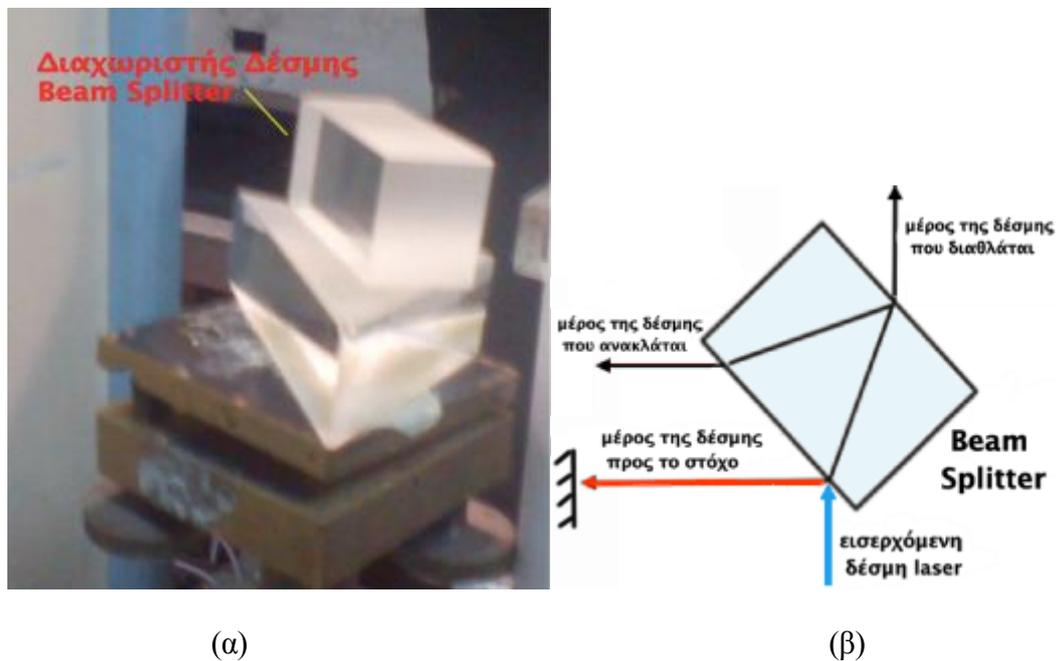 Διαχωριστής Δέσμης
Beam Splitter
μέρος της δέσμης
που διαθλάται
μέρος της δέσμης
που ανακλάται
μέρος της δέσμης
προς το στόχο
Beam
Splitter
εισερχόμενη
δέσμη laser
(α)
(β)